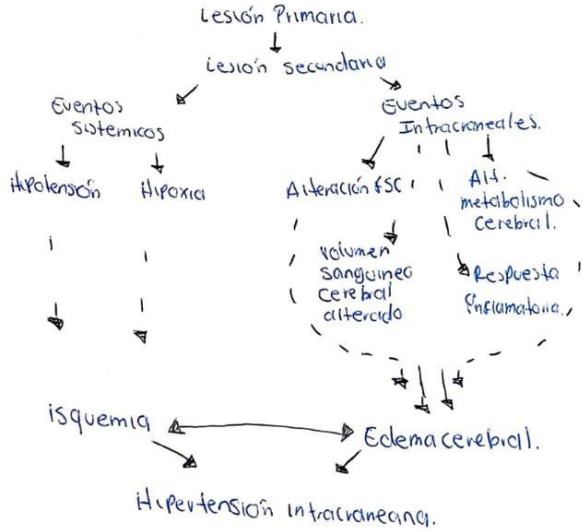 Lesión Primaria.
Lesión secundaria
Eventos
sistemicos
Eventos
Intracraneales.
Hipotensión
Hipoxia
Alteración FSC
Alt.
metabolismo
cerebral.
volumen
sanguineo
cerebral
alterado
Respuesta
inflamatoria.
isquemia
Edema cerebral.
Hipertensión intracraneana.